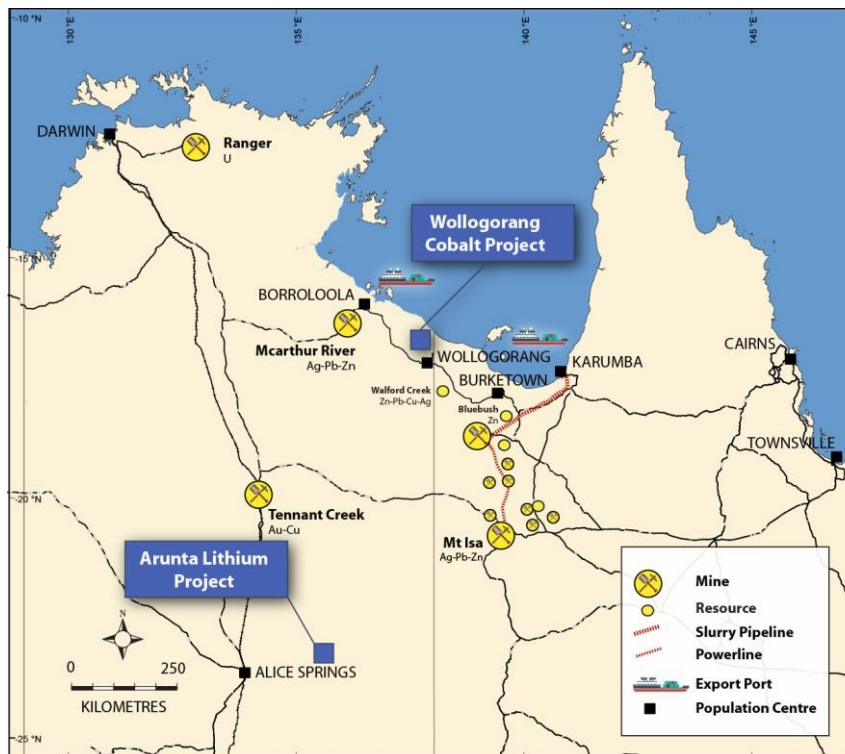 -10 °N
130 °E
135 °E
140 °E
145 °E
DARWIN
Ranger
U
Wollogorang
Cobalt Project
-15 °N
BORROLOOLA
Mcarthur River
Ag-Pb-Zn
WOLLOGORANG
KARUMBA
CAIRNS
Walford Creek
Zn-Pb-Cu-Ag
BURKETOWN
Bluebush
Zn
TOWNSVILLE
-20 °N
Tennant Creek
Au-Cu
Mt Isa
Ag-Pb-Zn
Arunta Lithium
Project
N
0 250
KILOMETRES
ALICE SPRINGS
-25 °N
Mine
Resource
Slurry Pipeline
Powerline
Export Port
Population Centre